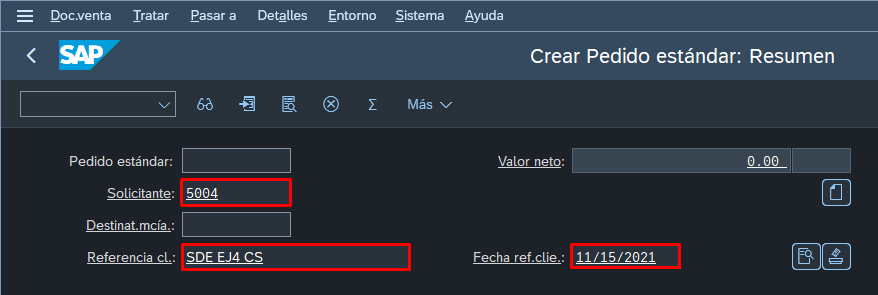 Doc.venta Tratar Pasar a Detalles Entorno Sistema Ayuda
SAP Crear Pedido estándar: Resumen
Σ Más
Pedido estándar: Valor neto: 0.00
Solicitante: 5004
Destinat.mcía.:
Referencia cl.: SDE EJ4 CS Fecha ref.clie.: 11/15/2021